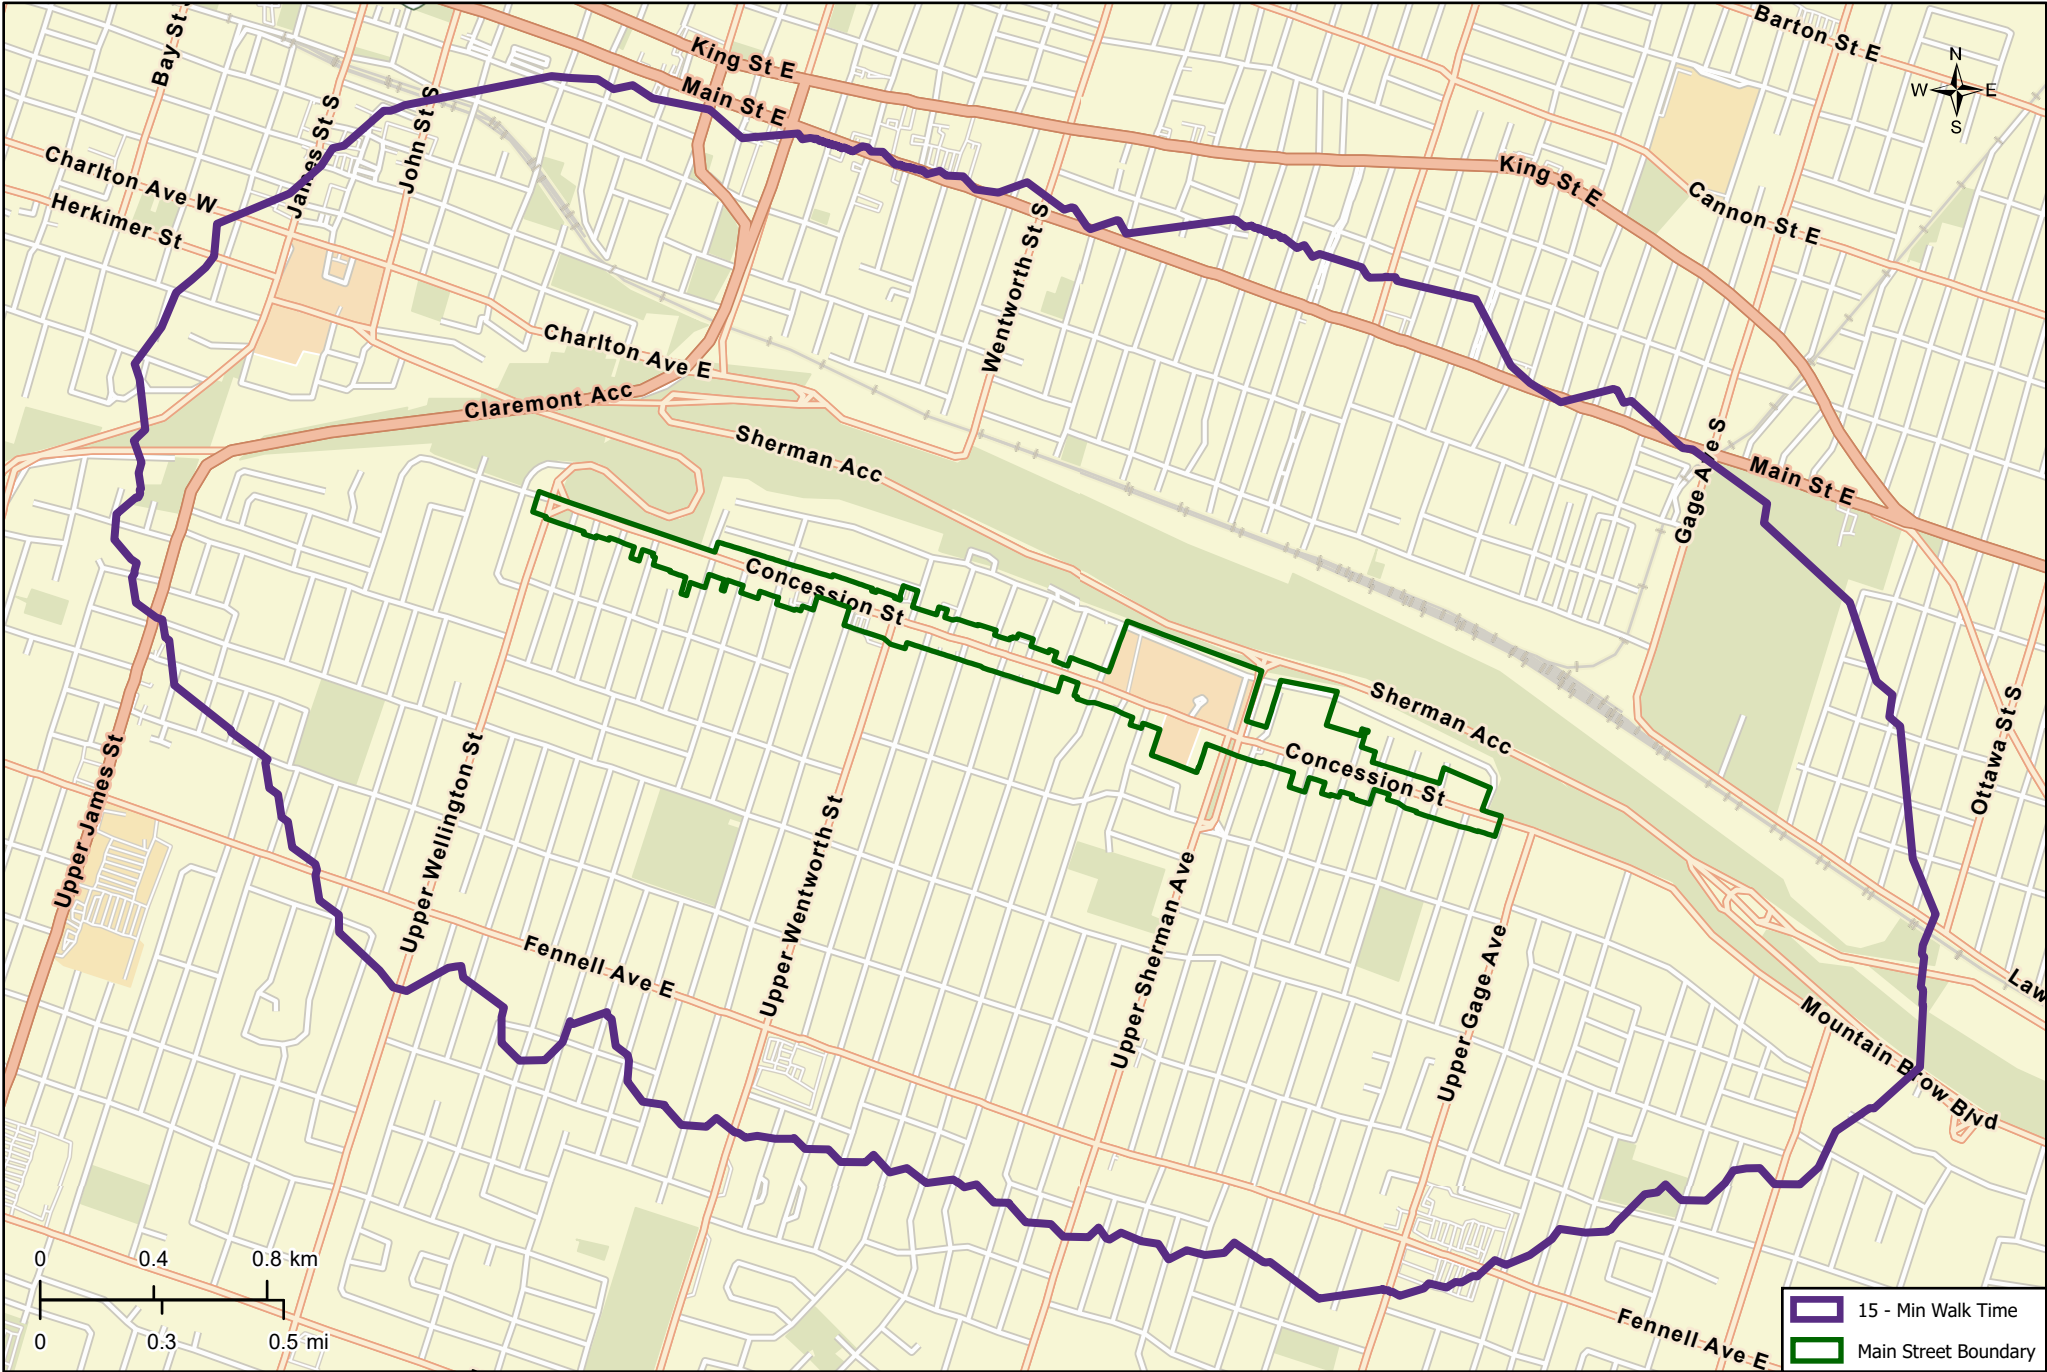 Bay St
King St E
Barton St E
N
W E
S
Main St E
James St S
John St S
Charlton Ave W
Herkimer St
King St E
Cannon St E
Wentworth St S
Charlton Ave E
Claremont Acc
Sherman Acc
Main St E
Gage Ave S
Concession St
Sherman Acc
Concession St
Ottawa St S
Upper James St
Upper Wellington St
Upper Wentworth St
Upper Sherman Ave
Upper Gage Ave
Fennell Ave E
Law
Mountain Brow Blvd
Fennell Ave E
0 0.4 0.8 km
0 0.3 0.5 mi
15 - Min Walk Time
Main Street Boundary